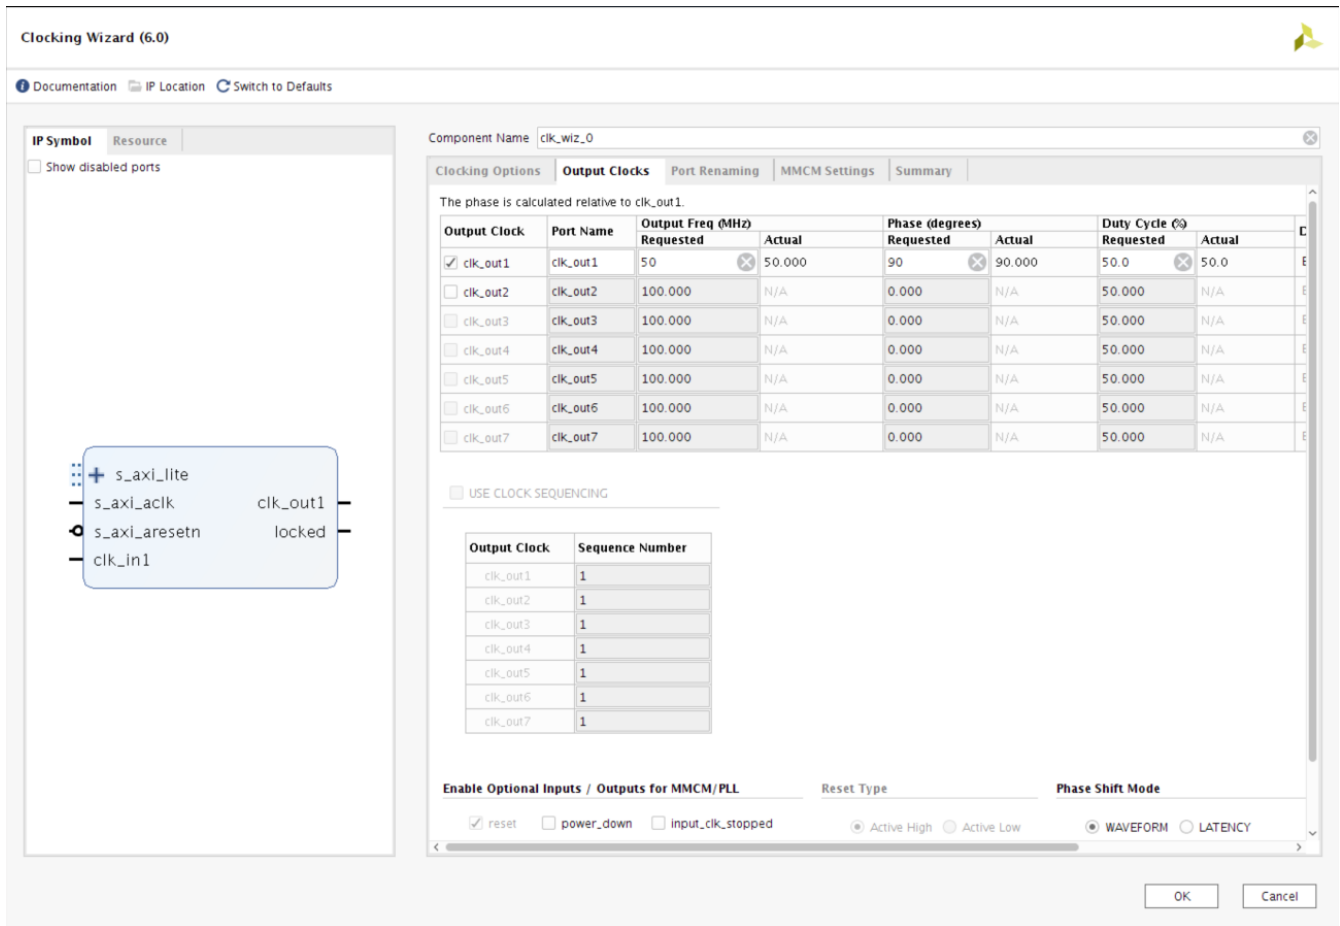 Clocking Wizard (6.0)
Documentation IP Location Switch to Defaults
IP Symbol Resource
Show disabled ports
s_axi_lite
s_axi_aclk clk_out1
s_axi_aresetn locked
clk_in1
Component Name clk_wiz_0
Clocking Options Output Clocks Port Renaming MMCM Settings Summary
The phase is calculated relative to clk_out1.
Output Clock Port Name Output Freq (MHz) Phase (degrees) Duty Cycle (%)
Requested Actual Requested Actual Requested Actual
clk_out1 clk_out1 50 50.000 90 90.000 50.0 50.0
clk_out2 clk_out2 100.000 N/A 0.000 N/A 50.000 N/A
clk_out3 clk_out3 100.000 N/A 0.000 N/A 50.000 N/A
clk_out4 clk_out4 100.000 N/A 0.000 N/A 50.000 N/A
clk_out5 clk_out5 100.000 N/A 0.000 N/A 50.000 N/A
clk_out6 clk_out6 100.000 N/A 0.000 N/A 50.000 N/A
clk_out7 clk_out7 100.000 N/A 0.000 N/A 50.000 N/A
USE CLOCK SEQUENCING
Output Clock Sequence Number
clk_out1 1
clk_out2 1
clk_out3 1
clk_out4 1
clk_out5 1
clk_out6 1
clk_out7 1
Enable Optional Inputs / Outputs for MMCM/PLL Reset Type Phase Shift Mode
reset power_down input_clk_stopped Active High Active Low WAVEFORM LATENCY
OK Cancel